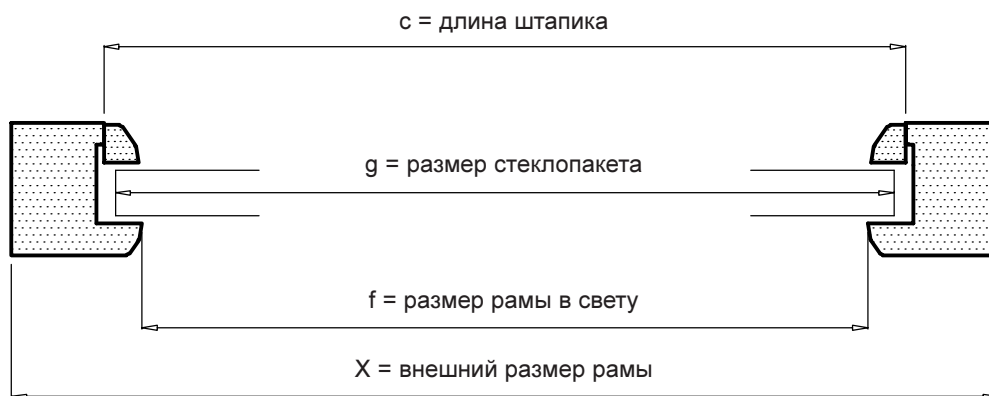 c = длина штапика
g = размер стеклопакета
f = размер рамы в свету
X = внешний размер рамы